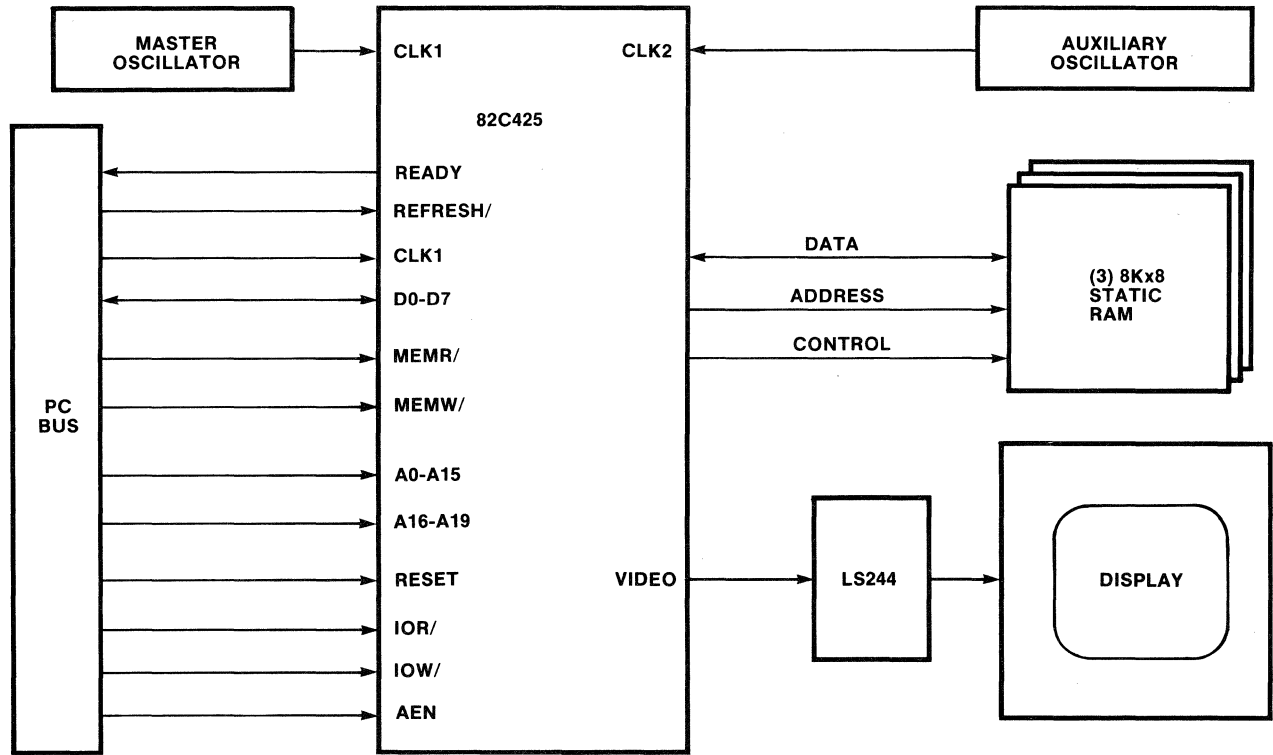 MASTER
OSCILLATOR
CLK1
CLK2
AUXILIARY
OSCILLATOR
82C425
READY
REFRESH/
CLK1
D0-D7
MEMR/
MEMW/
A0-A15
A16-A19
RESET
IOR/
IOW/
AEN
PC
BUS
DATA
ADDRESS
CONTROL
(3) 8Kx8
STATIC
RAM
VIDEO
LS244
DISPLAY